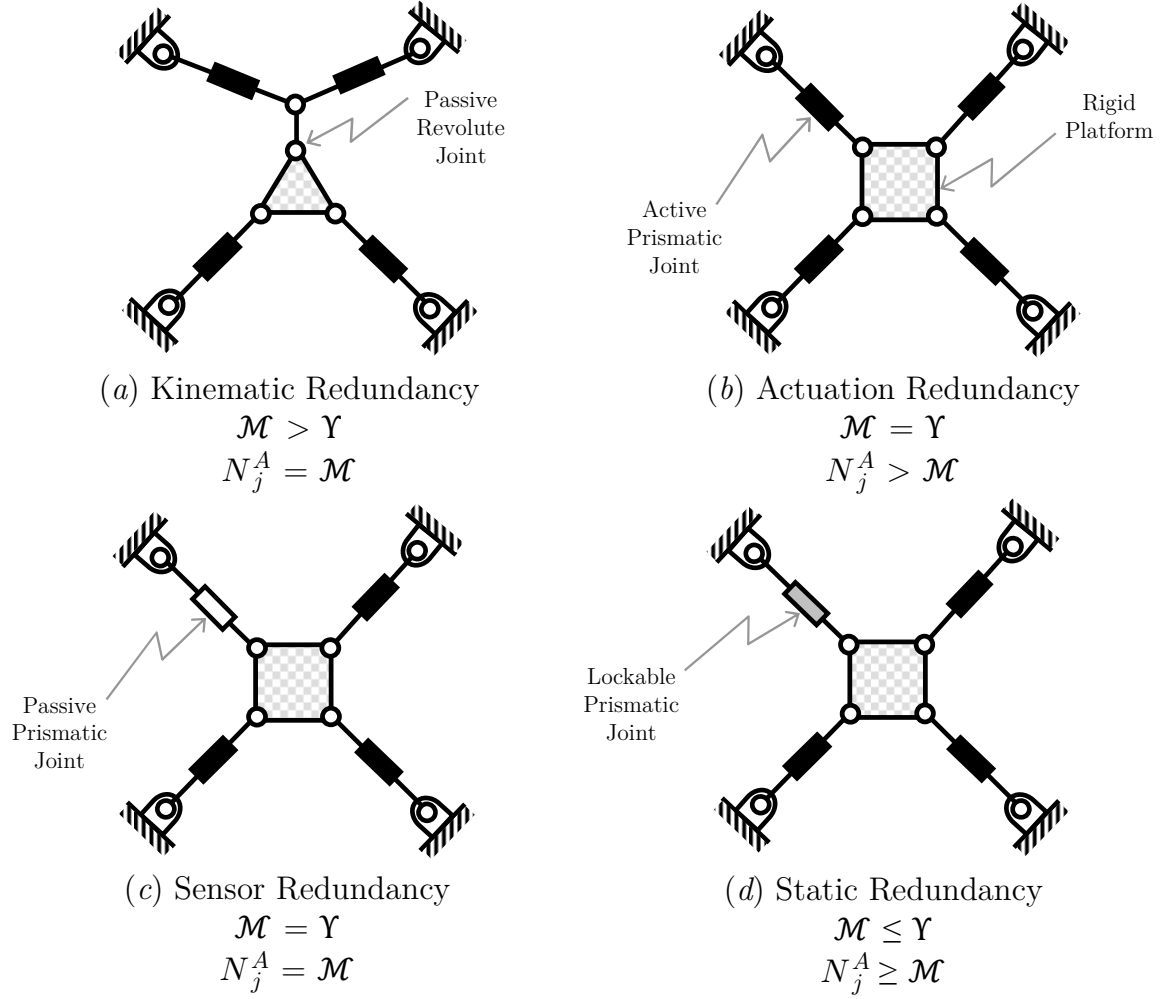 Passive
Revolute
Joint
Rigid
Platform
Active
Prismatic
Joint
(a) Kinematic Redundancy
ℳ > ϒ
N_j^A = ℳ
(b) Actuation Redundancy
ℳ = ϒ
N_j^A > ℳ
Passive
Prismatic
Joint
Lockable
Prismatic
Joint
(c) Sensor Redundancy
ℳ = ϒ
N_j^A = ℳ
(d) Static Redundancy
ℳ ≤ ϒ
N_j^A ≥ ℳ